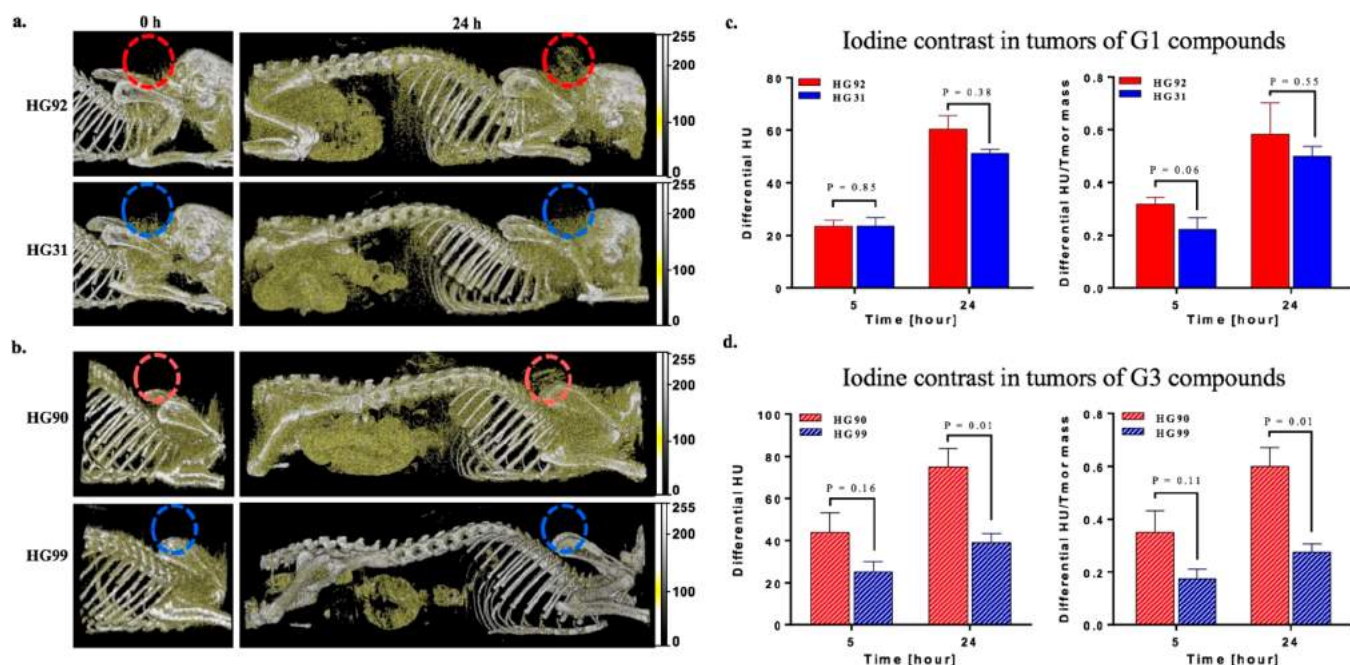 a.
0 h
24 h
HG92
255
200
100
0
HG31
255
200
100
0
b.
HG90
255
200
100
0
HG99
255
200
100
0
c.
Iodine contrast in tumors of G1 compounds
HG92
HG31
P = 0.38
P = 0.85
80
60
40
20
0
Differential HU
5
24
Time [hour]
HG92
HG31
P = 0.55
P = 0.06
0.8
0.6
0.4
0.2
0.0
Differential HU/Tmor mass
5
24
Time [hour]
d.
Iodine contrast in tumors of G3 compounds
HG90
HG99
P = 0.01
P = 0.16
100
80
60
40
20
0
Differential HU
5
24
Time [hour]
HG90
HG99
P = 0.01
P = 0.11
0.8
0.6
0.4
0.2
0.0
Differential HU/Tmor mass
5
24
Time [hour]